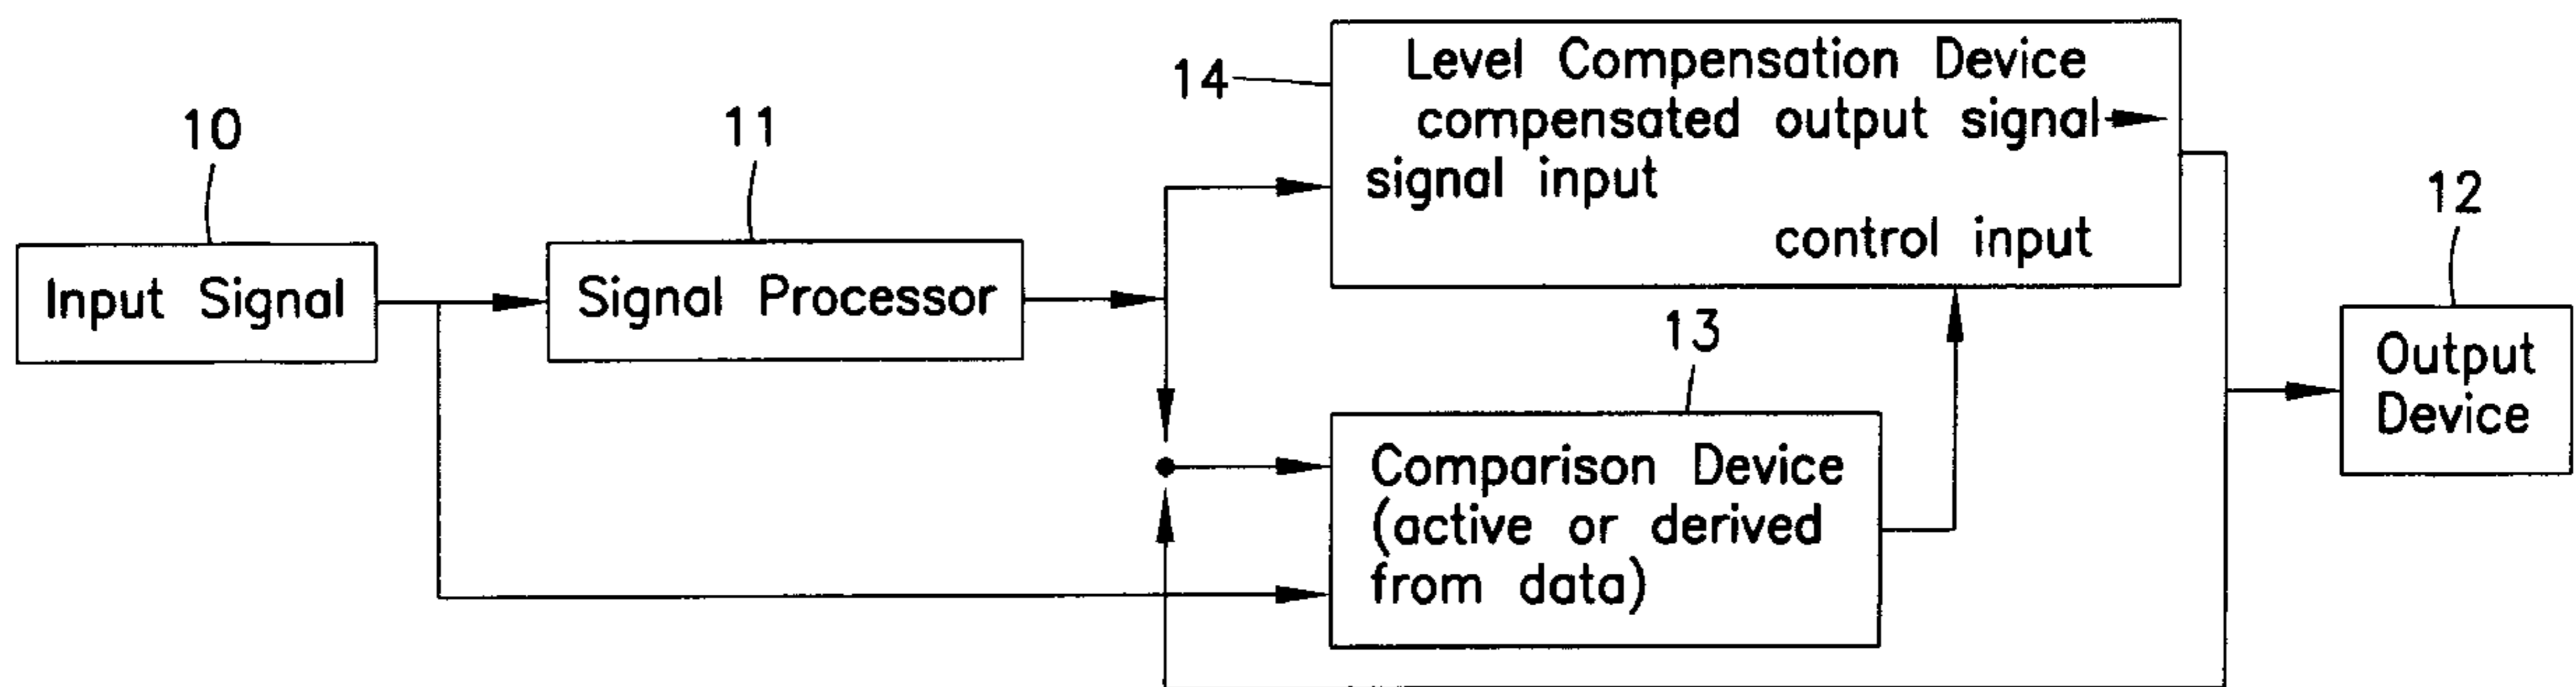 10
Input Signal
11
Signal Processor
14
Level Compensation Device
compensated output signal
signal input
control input
13
Comparison Device
(active or derived
from data)
12
Output
Device